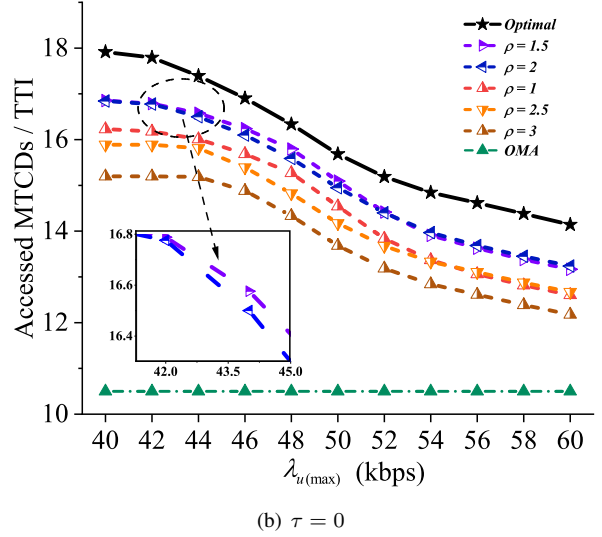 Accessed MTCDs / TTI
18
16
14
12
10
Optimal
ρ = 1.5
ρ = 2
ρ = 1
ρ = 2.5
ρ = 3
OMA
16.8
16.6
16.4
42.0 43.5 45.0
40 42 44 46 48 50 52 54 56 58 60
λu(max) (kbps)
(b) τ = 0